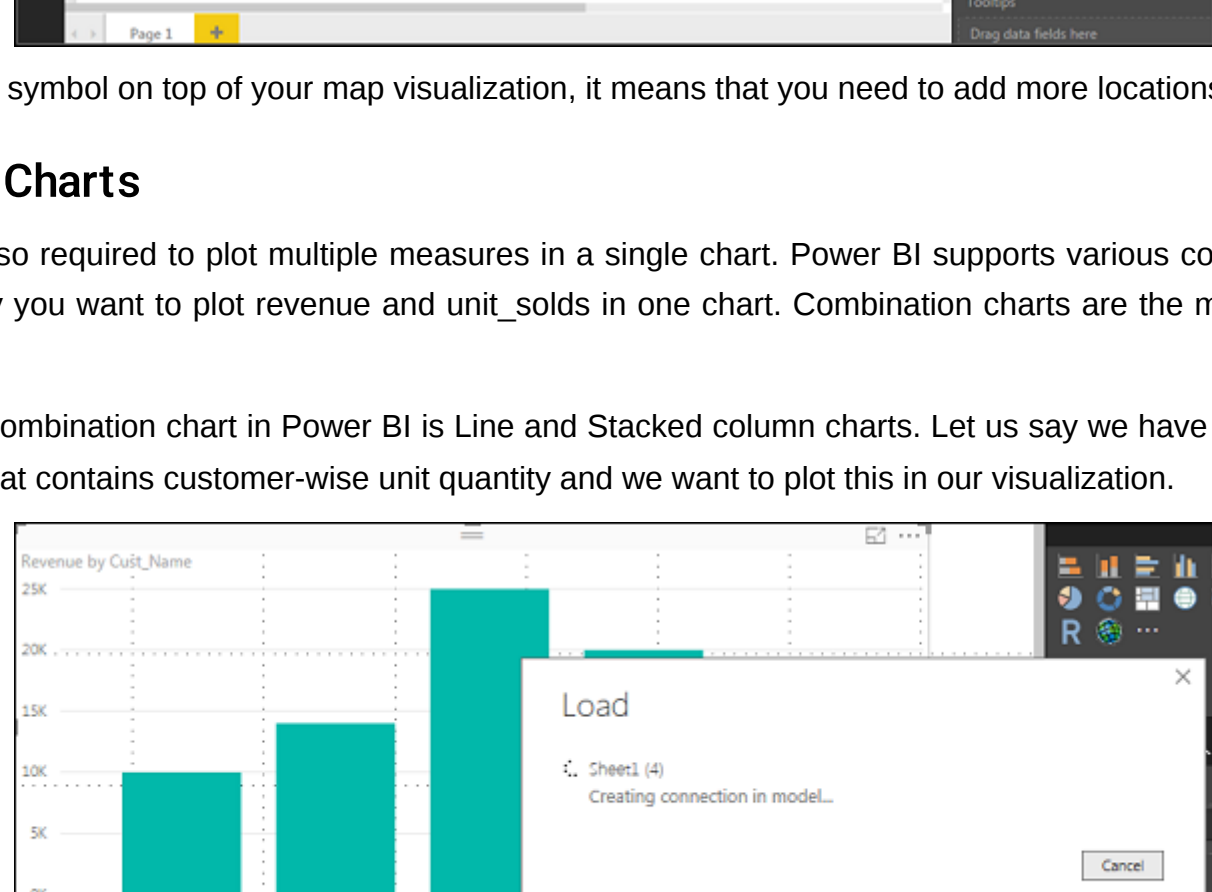 Tooltips
Page 1
Drag data fields here
symbol on top of your map visualization, it means that you need to add more locations
Charts
so required to plot multiple measures in a single chart. Power BI supports various co
you want to plot revenue and unit_solds in one chart. Combination charts are the m
ombination chart in Power BI is Line and Stacked column charts. Let us say we have
at contains customer-wise unit quantity and we want to plot this in our visualization.
Revenue by Cust_Name
25K
20K
15K
10K
5K
R
Load
Sheet1 (4)
Creating connection in model...
Cancel